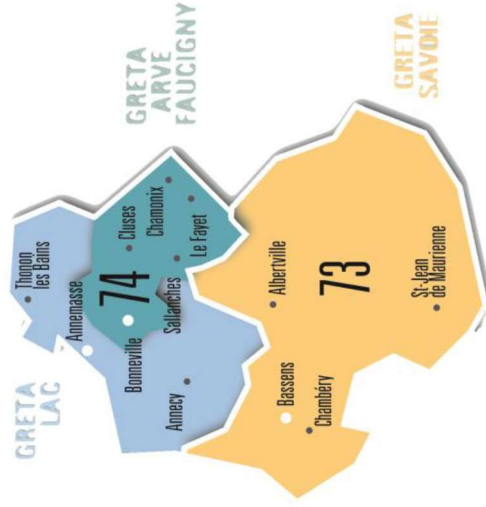 GRETA
LAC
GRETA
ARVE
FAUCIGNY
GRETA
SAVOIE
Thonon
les Bains
Annemasse
74
Cluses
Chamonix
Bonneville
Sallanches
Le Fayet
Annecy
Albertville
73
Bassens
Chambéry
St-Jean
de Maurienne